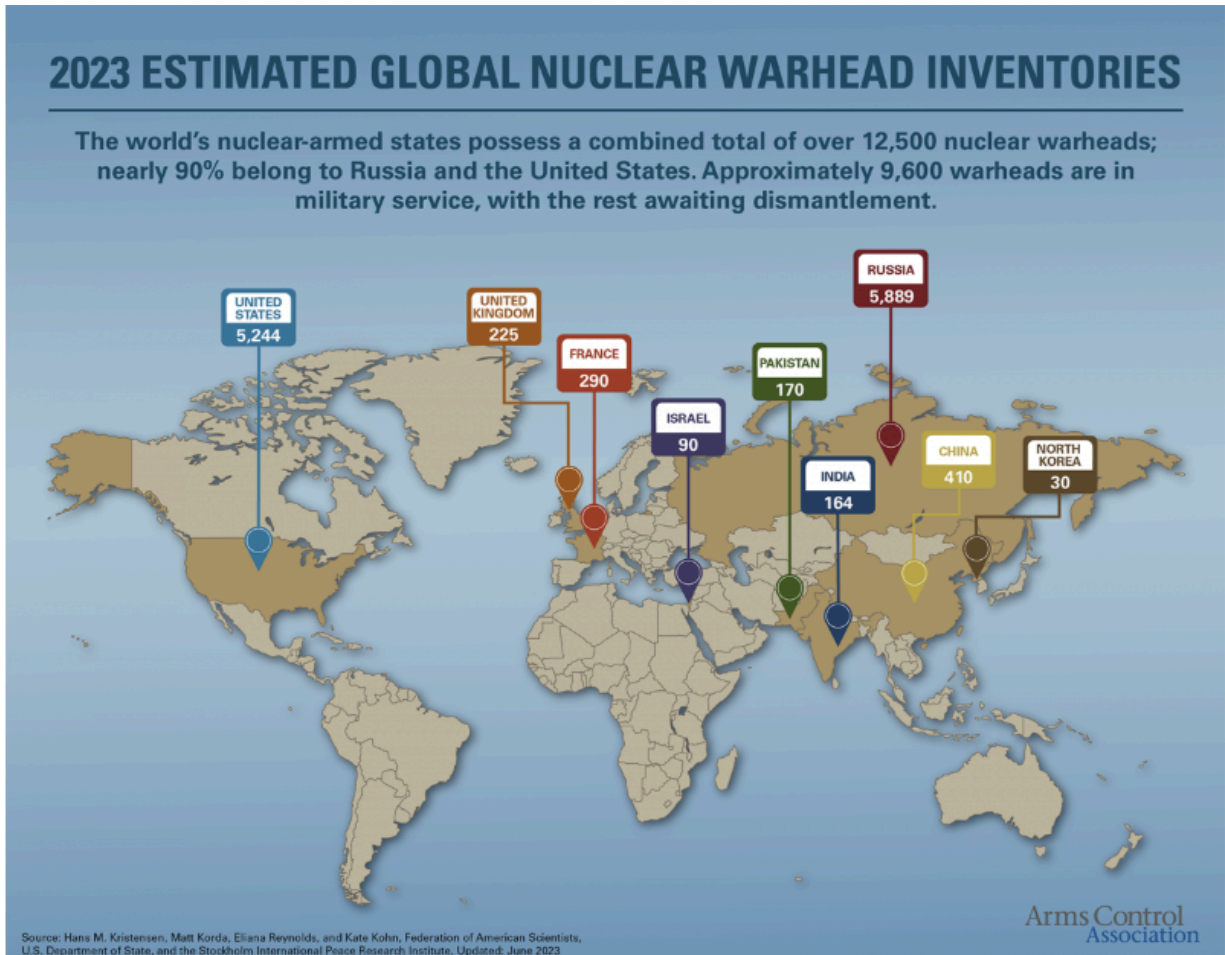 2023 ESTIMATED GLOBAL NUCLEAR WARHEAD INVENTORIES
The world's nuclear-armed states possess a combined total of over 12,500 nuclear warheads;
nearly 90% belong to Russia and the United States. Approximately 9,600 warheads are in
military service, with the rest awaiting dismantlement.
RUSSIA
5,889
UNITED
STATES
5,244
UNITED
KINGDOM
225
FRANCE
290
PAKISTAN
170
ISRAEL
90
INDIA
164
CHINA
410
NORTH
KOREA
30
Arms Control
Association
Source: Hans M. Kristensen, Matt Korda, Eliana Reynolds, and Kate Kohn, Federation of American Scientists,
U.S. Department of State, and the Stockholm International Peace Research Institute. Updated: June 2023